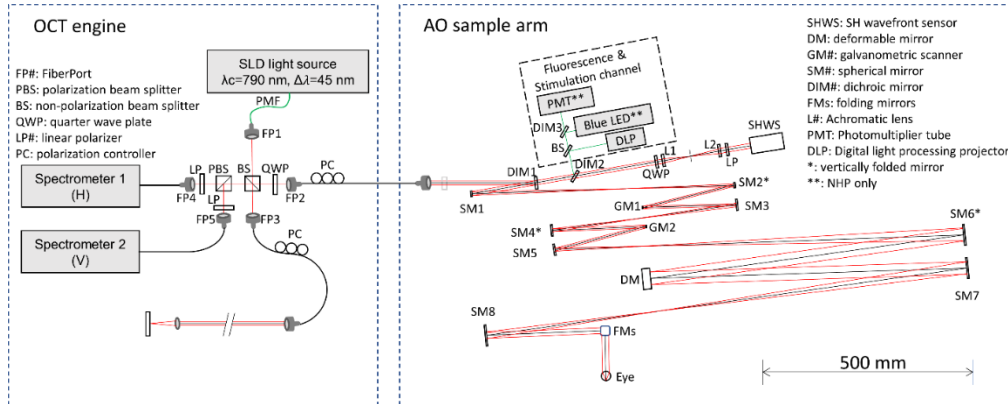 OCT engine
FP#: FiberPort
PBS: polarization beam splitter
BS: non-polarization beam splitter
QWP: quarter wave plate
LP#: linear polarizer
PC: polarization controller
SLD light source
λc=790 nm, Δλ=45 nm
PMF
FP1
LP PBS BS QWP
PC
Spectrometer 1
(H)
FP4
LP
FP2
FP5
FP3
PC
Spectrometer 2
(V)
AO sample arm
Fluorescence &
Stimulation channel
PMT**
Blue LED**
DIM3
DLP
BS
DIM2
L1
L2
SHWS
LP
QWP
DIM1
SM1
SM2*
GM1
SM3
SM4*
GM2
SM5
SM6*
DM
SM7
SM8
FMs
Eye
500 mm
SHWS: SH wavefront sensor
DM: deformable mirror
GM#: galvanometric scanner
SM#: spherical mirror
DIM#: dichroic mirror
FMs: folding mirrors
L#: Achromatic lens
PMT: Photomultiplier tube
DLP: Digital light processing projector
*: vertically folded mirror
**: NHP only